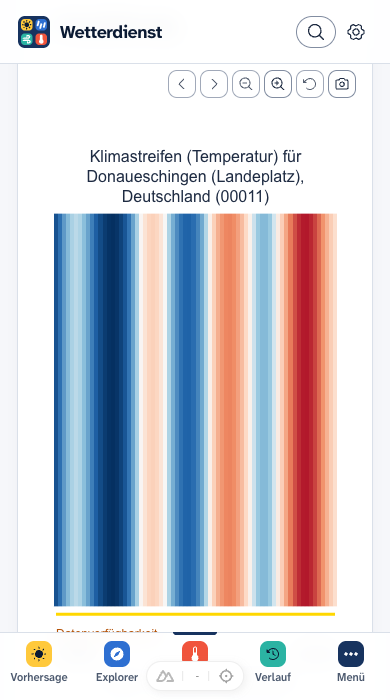 Wetterdienst
Klimastreifen (Temperatur) für
Donaueschingen (Landeplatz),
Deutschland (00011)
Vorhersage
Explorer
Verlauf
Menü